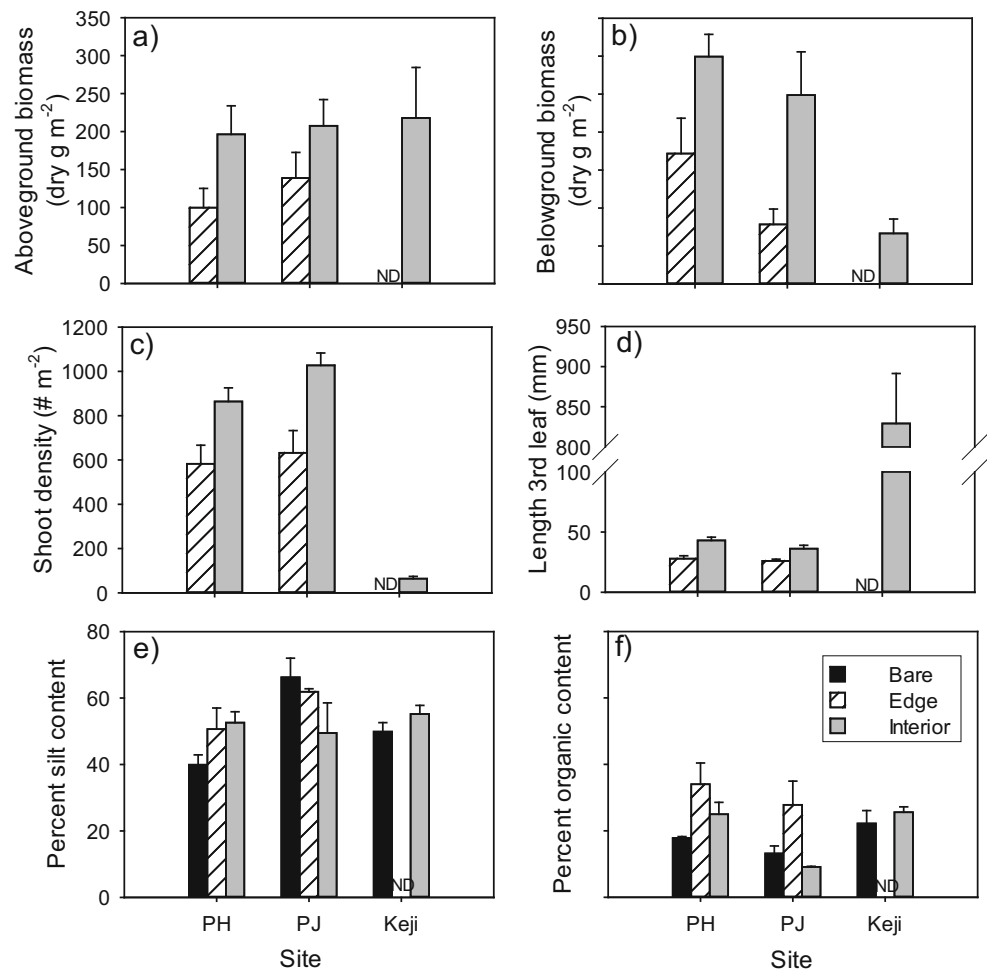 a)
Aboveground biomass
(dry g m⁻²)
350
300
250
200
150
100
50
0
ND
b)
Belowground biomass
(dry g m⁻²)
ND
c)
Shoot density (# m⁻²)
1200
1000
800
600
400
200
0
ND
d)
Length 3rd leaf (mm)
950
900
850
800
100
50
0
ND
e)
Percent silt content
80
60
40
20
0
ND
PH PJ Keji
Site
f)
Percent organic content
Bare
Edge
Interior
ND
PH PJ Keji
Site